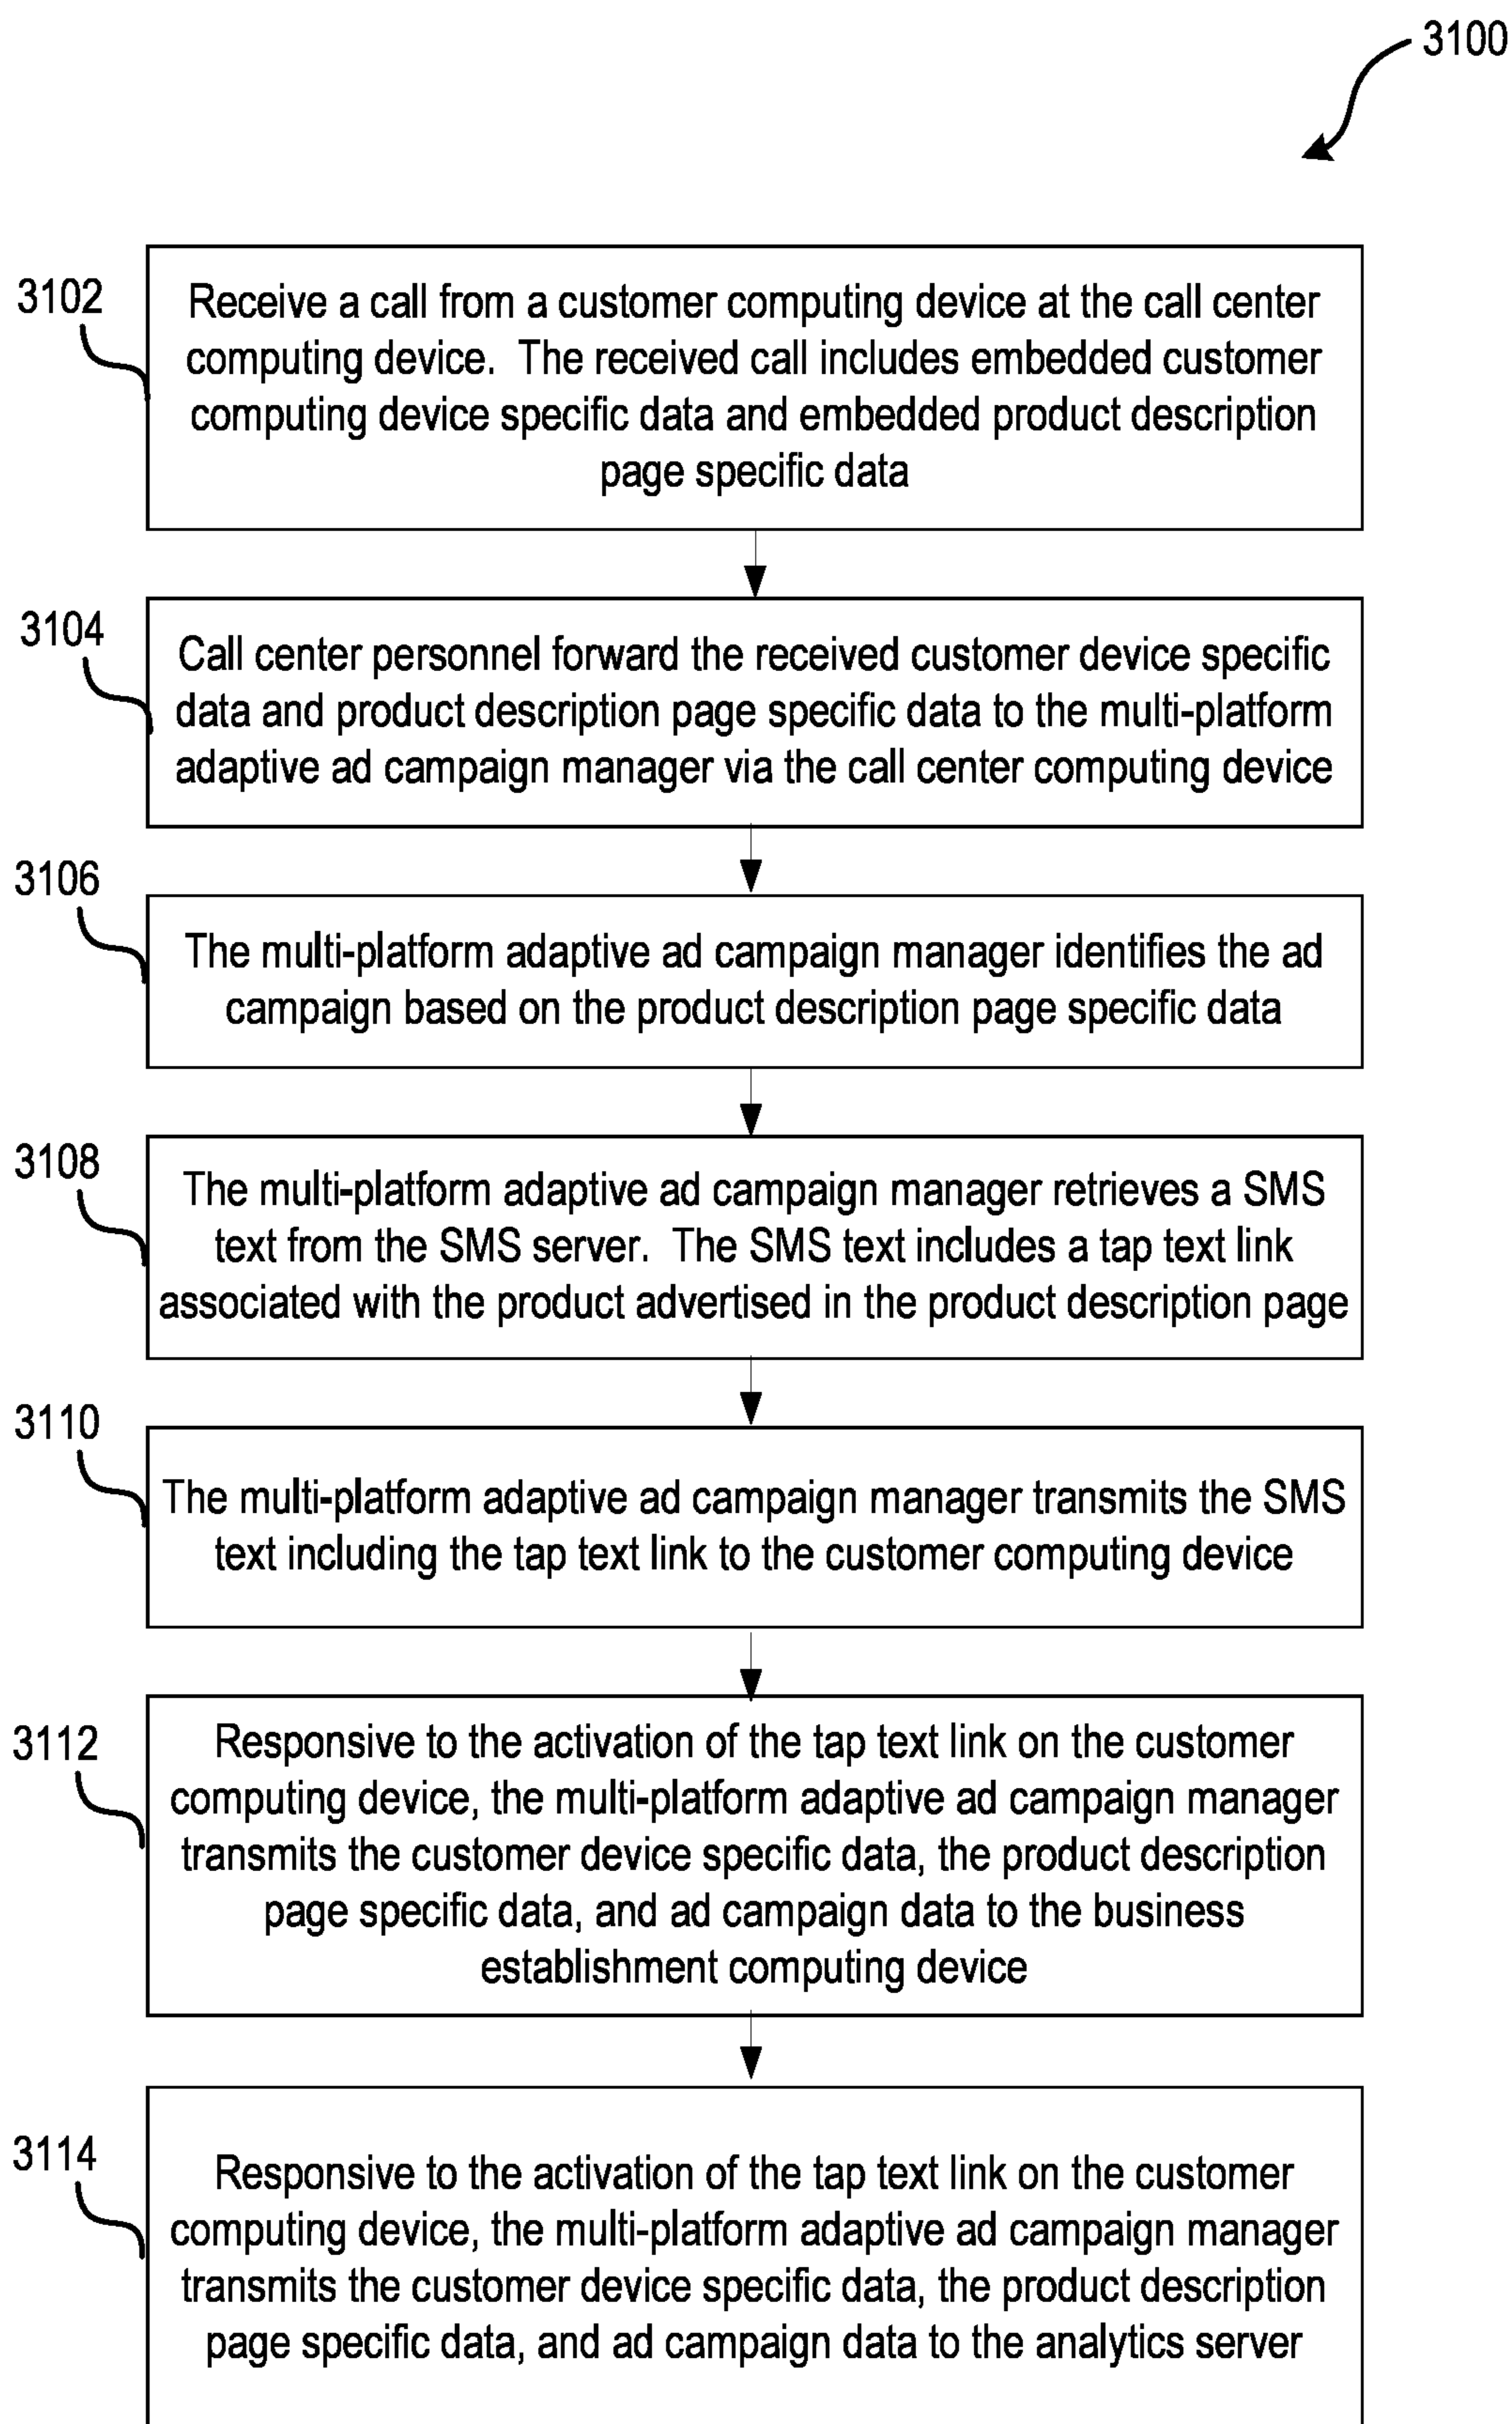 3100
3102
Receive a call from a customer computing device at the call center
computing device.  The received call includes embedded customer
computing device specific data and embedded product description
page specific data
3104
Call center personnel forward the received customer device specific
data and product description page specific data to the multi-platform
adaptive ad campaign manager via the call center computing device
3106
The multi-platform adaptive ad campaign manager identifies the ad
campaign based on the product description page specific data
3108
The multi-platform adaptive ad campaign manager retrieves a SMS
text from the SMS server.  The SMS text includes a tap text link
associated with the product advertised in the product description page
3110
The multi-platform adaptive ad campaign manager transmits the SMS
text including the tap text link to the customer computing device
3112
Responsive to the activation of the tap text link on the customer
computing device, the multi-platform adaptive ad campaign manager
transmits the customer device specific data, the product description
page specific data, and ad campaign data to the business
establishment computing device
3114
Responsive to the activation of the tap text link on the customer
computing device, the multi-platform adaptive ad campaign manager
transmits the customer device specific data, the product description
page specific data, and ad campaign data to the analytics server